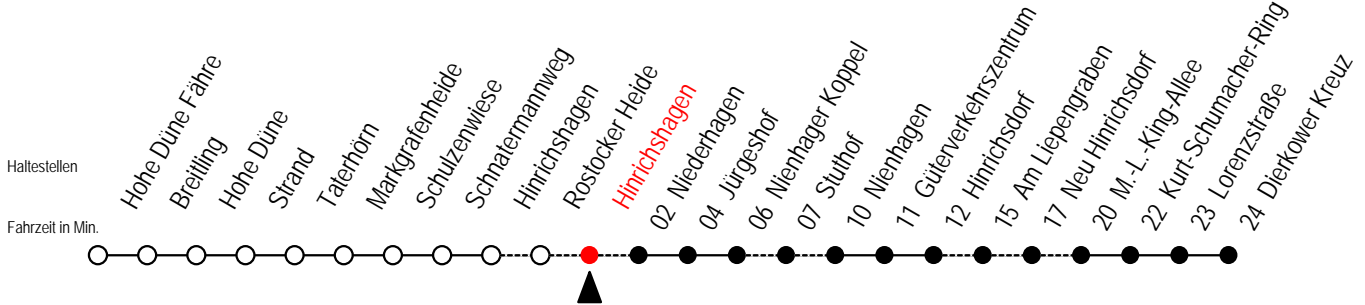 Haltestellen
Fahrzeit in Min.
Hohe Düne Fähre
Breitling
Hohe Düne
Strand
Taterhörn
Markgrafenheide
Schulzenwiese
Schnatermannweg
Hinrichshagen
Rostocker Heide
Hinrichshagen
02 Niederhagen
04 Jürgeshof
06 Nienhager Koppel
07 Stuthof
10 Nienhagen
11 Güterverkehrszentrum
12 Hinrichsdorf
15 Am Liepengraben
17 Neu Hinrichsdorf
20 M.-L.-King-Allee
22 Kurt-Schumacher-Ring
23 Lorenzstraße
24 Dierkower Kreuz